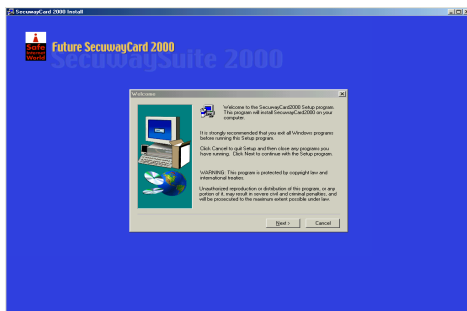 SecuwayCard 2000 Install
Safe
World
Future SecuwayCard 2000
SecuwaySuite 2000
Welcome
Welcome to the SecuwayCard2000 Setup program.
This program will install SecuwayCard2000 on your
computer.
It is strongly recommended that you exit all Windows programs
before running this Setup program.
Click Cancel to quit Setup and then close any programs you
have running. Click Next to continue with the Setup program.
WARNING: This program is protected by copyright law and
international treaties.
Unauthorized reproduction or distribution of this program, or any
portion of it, may result in severe civil and criminal penalties, and
will be prosecuted to the maximum extent possible under law.
Next >
Cancel